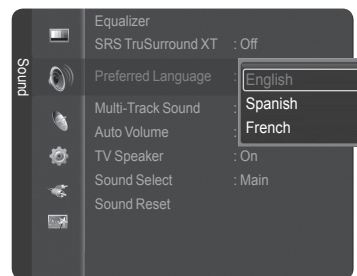 Sound
Equalizer
SRS TruSurround XT : Off
Preferred Language : English
Spanish
French
Multi-Track Sound :
Auto Volume :
TV Speaker : On
Sound Select : Main
Sound Reset